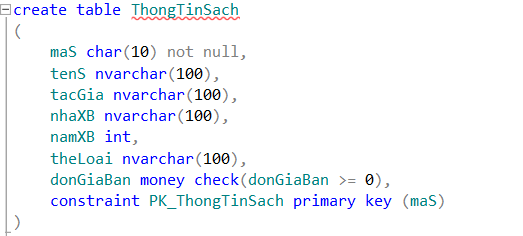 create table ThongTinSach
(
maS char(10) not null,
tenS nvarchar(100),
tacGia nvarchar(100),
nhaXB nvarchar(100),
namXB int,
theLoai nvarchar(100),
donGiaBan money check(donGiaBan >= 0),
constraint PK_ThongTinSach primary key (maS)
)